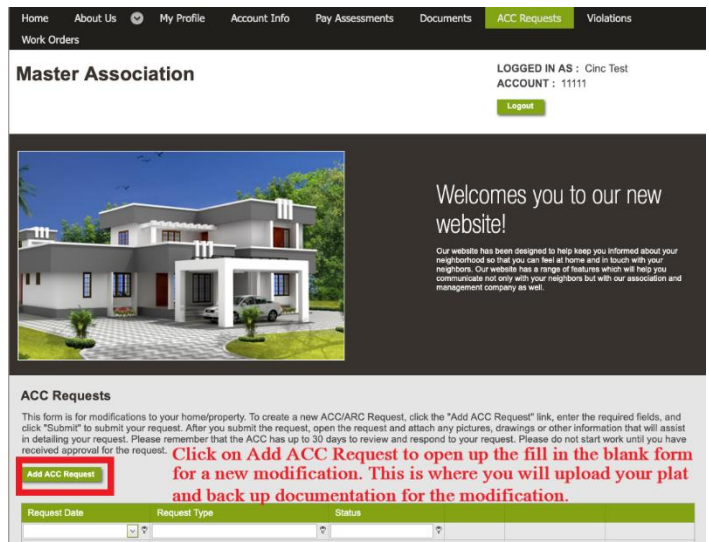 Home About Us My Profile Account Info Pay Assessments Documents ACC Requests Violations
Work Orders
Master Association
LOGGED IN AS : Cinc Test
ACCOUNT : 11111
Logout
Welcomes you to our new
website!
Our website has been designed to help keep you informed about your
neighborhood so that you can feel at home and in touch with your
neighbors. Our website has a range of features which will help you
communicate not only with your neighbors but with our association and
management company as well.
ACC Requests
This form is for modifications to your home/property. To create a new ACC/ARC Request, click the "Add ACC Request" link, enter the required fields, and
click "Submit" to submit your request. After you submit the request, open the request and attach any pictures, drawings or other information that will assist
in detailing your request. Please remember that the ACC has up to 30 days to review and respond to your request. Please do not start work until you have
received approval for the request.
Click on Add ACC Request to open up the fill in the blank form
for a new modification. This is where you will upload your plat
and back up documentation for the modification.
Add ACC Request
Request Date Request Type Status